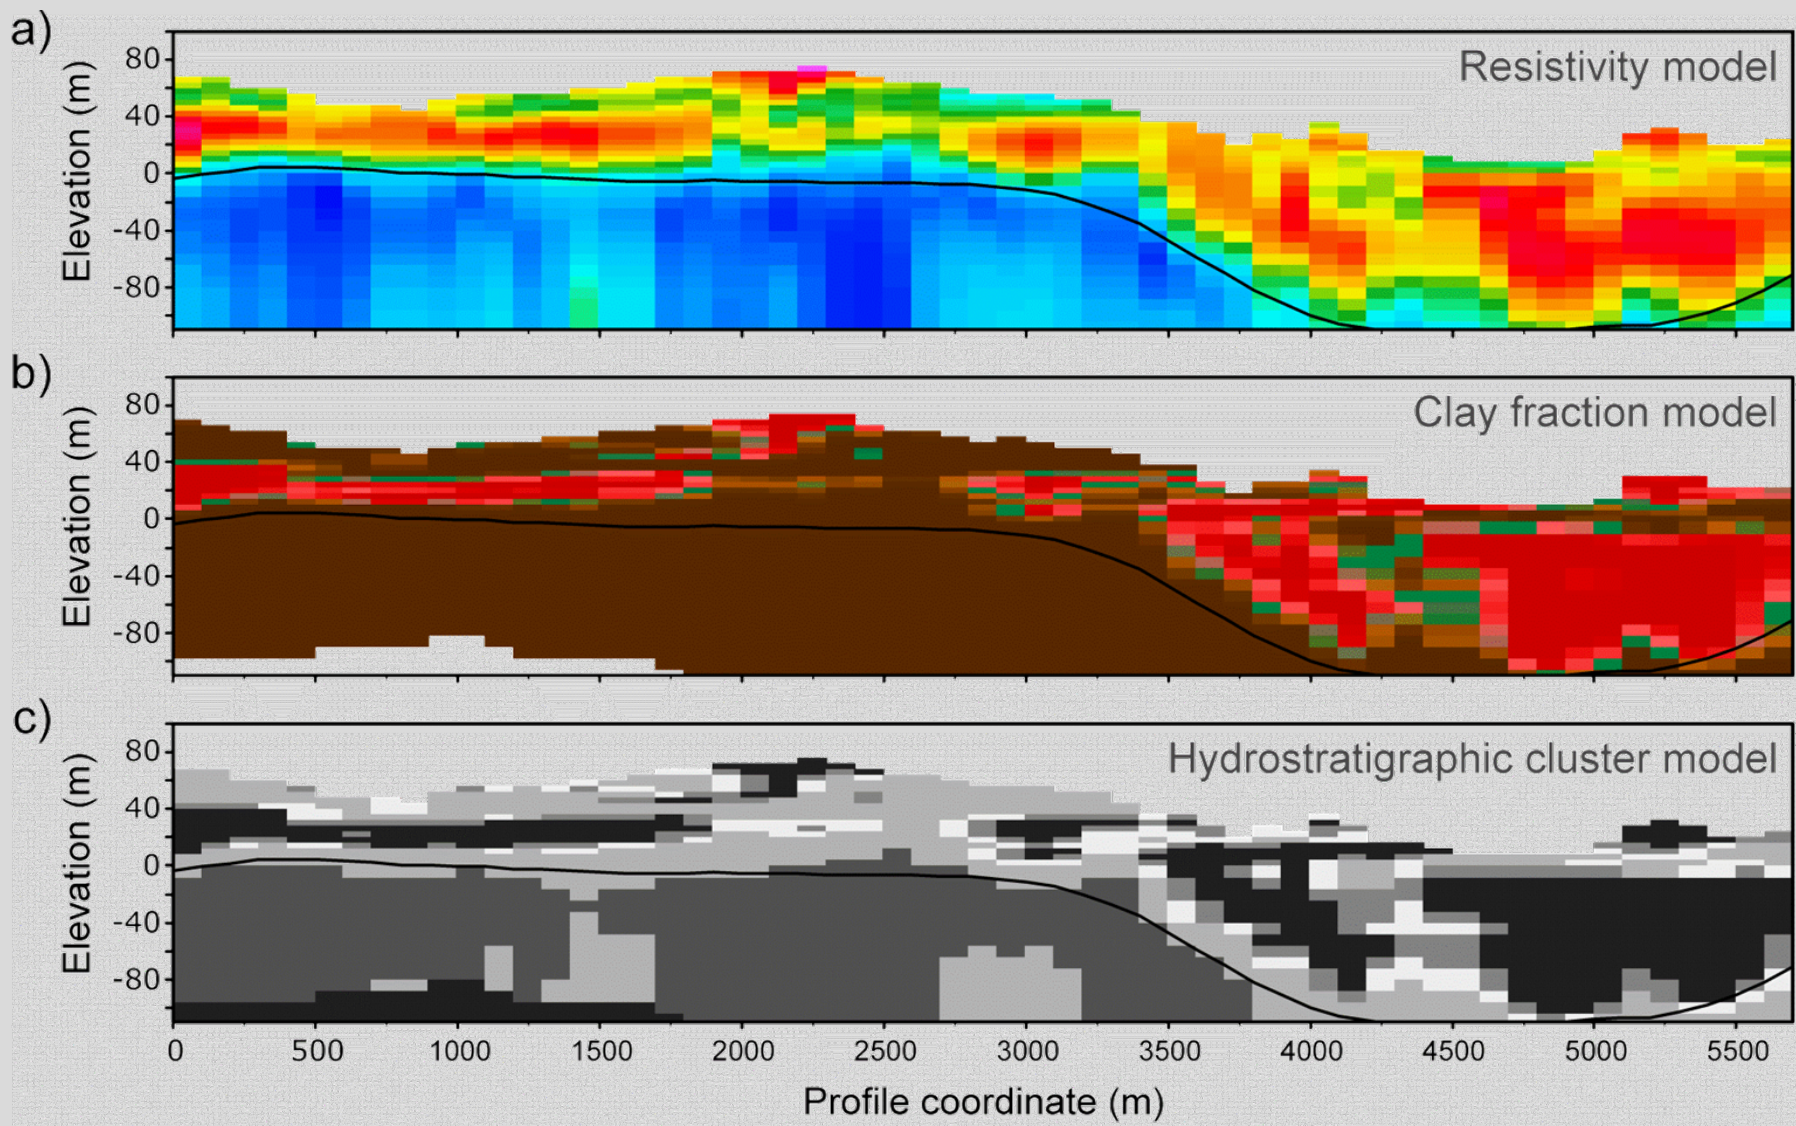 a)
Resistivity model
Elevation (m)
80
40
0
-40
-80
b)
Clay fraction model
Elevation (m)
80
40
0
-40
-80
c)
Hydrostratigraphic cluster model
Elevation (m)
80
40
0
-40
-80
0 500 1000 1500 2000 2500 3000 3500 4000 4500 5000 5500
Profile coordinate (m)